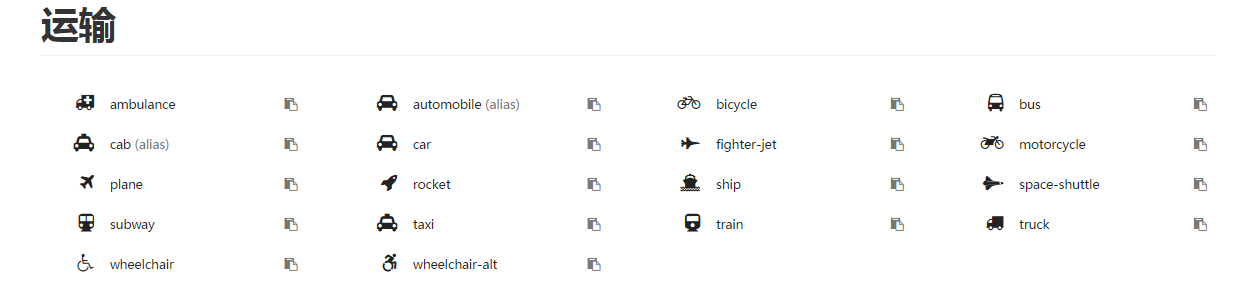 运输
ambulance automobile (alias) bicycle bus
cab (alias) car fighter-jet motorcycle
plane rocket ship space-shuttle
subway taxi train truck
wheelchair wheelchair-alt